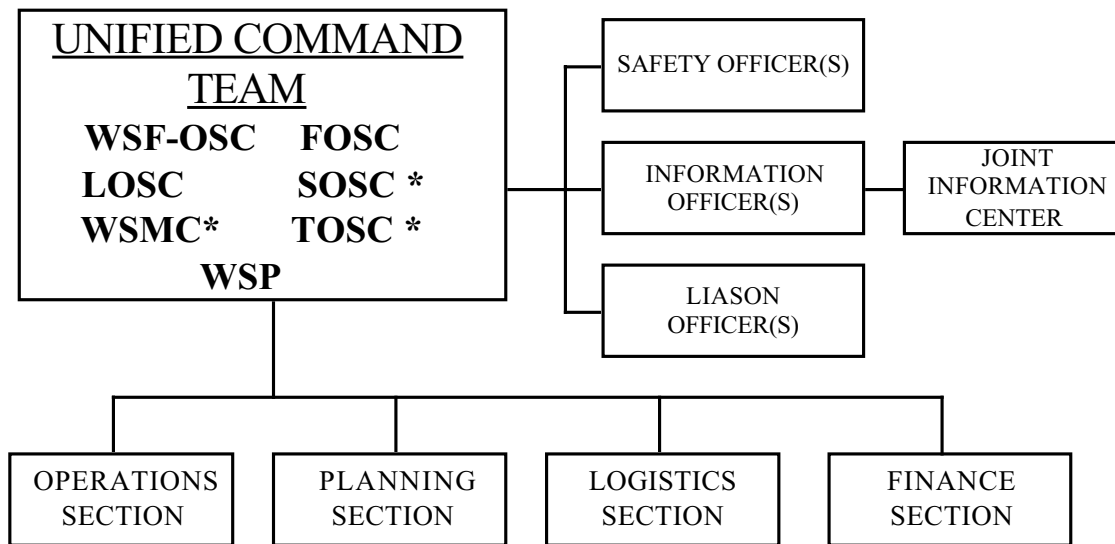 UNIFIED COMMAND
TEAM
WSF-OSC FOSC
LOSC SOSC *
WSMC* TOSC *
WSP
SAFETY OFFICER(S)
INFORMATION
OFFICER(S)
JOINT
INFORMATION
CENTER
LIASON
OFFICER(S)
OPERATIONS
SECTION
PLANNING
SECTION
LOGISTICS
SECTION
FINANCE
SECTION